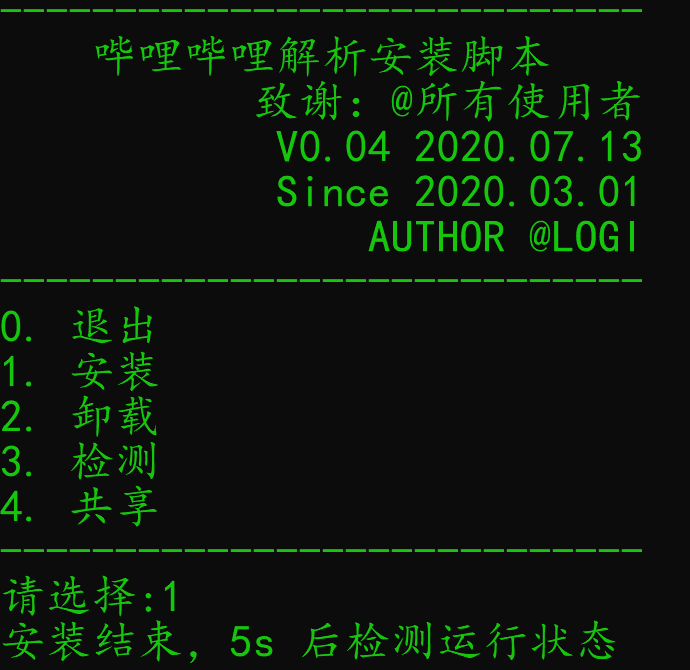 ----------------------------
哔哩哔哩解析安装脚本
致谢：@所有使用者
V0.04 2020.07.13
Since 2020.03.01
AUTHOR @LOGI
----------------------------
0. 退出
1. 安装
2. 卸载
3. 检测
4. 共享
----------------------------
请选择:1
安装结束，5s 后检测运行状态